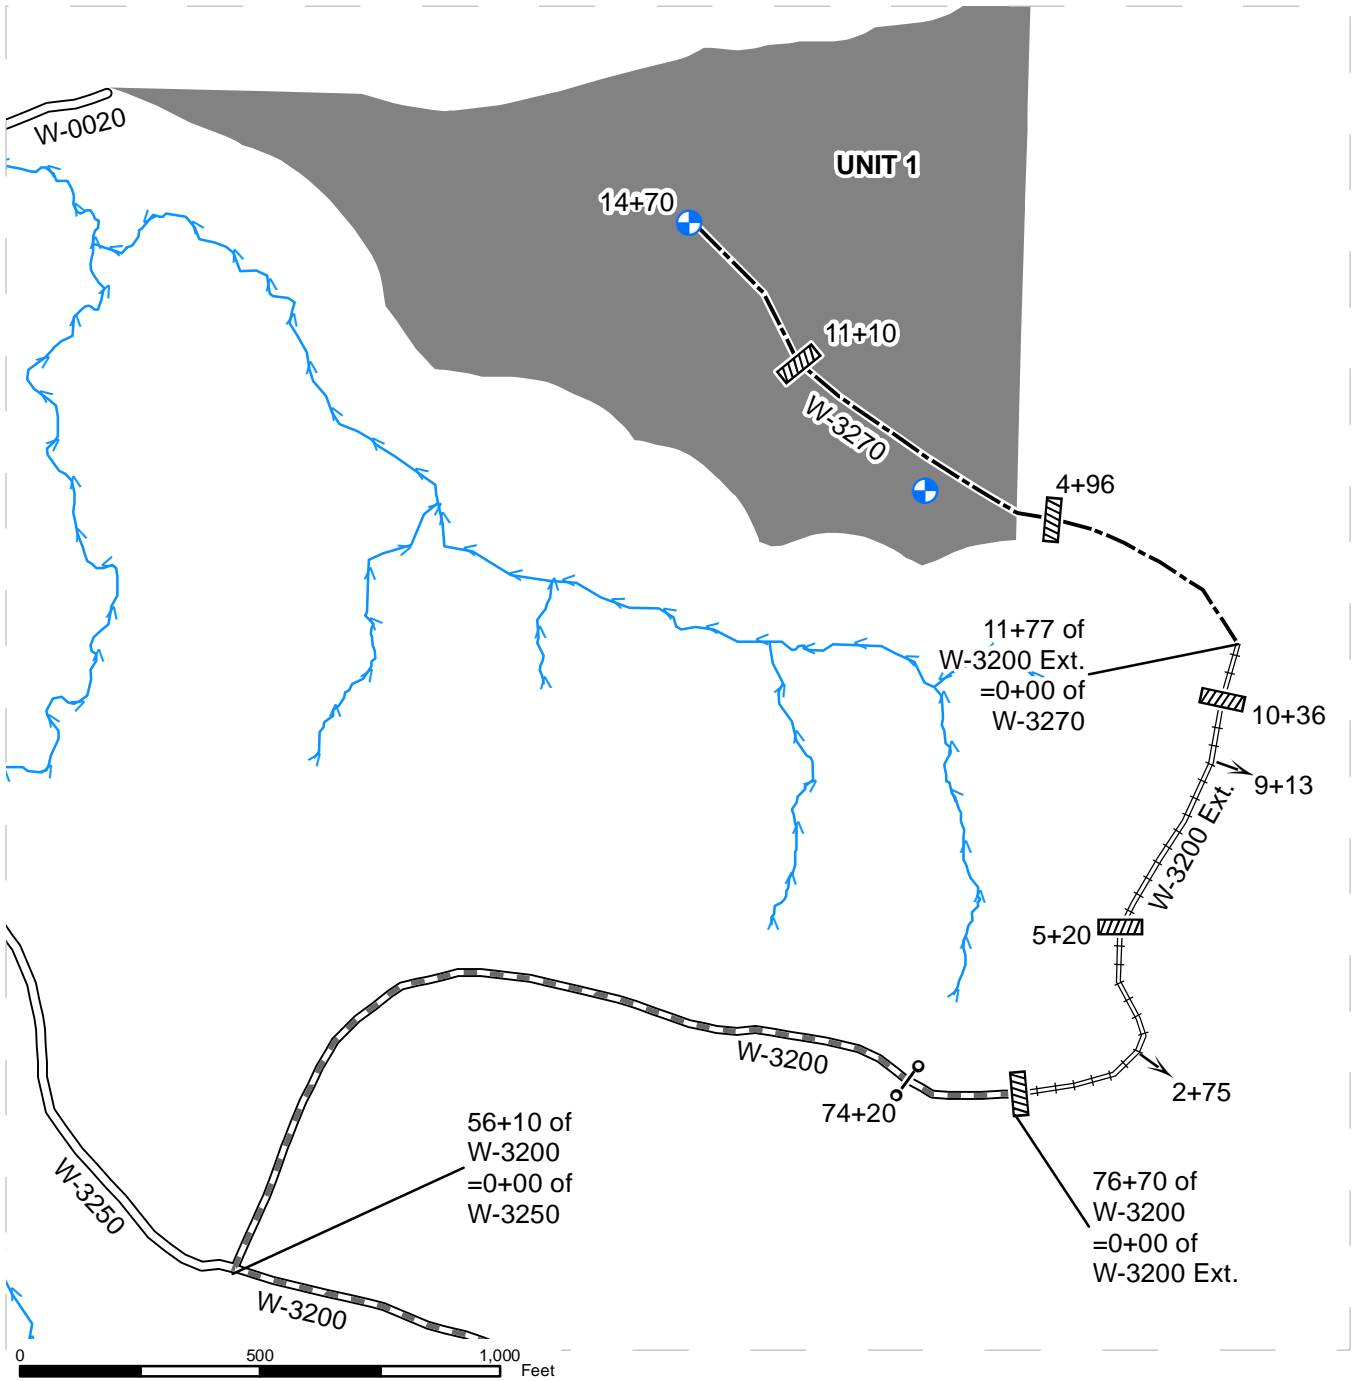 W-0020
UNIT 1
14+70
11+10
W-3270
4+96
11+77 of
W-3200 Ext.
=0+00 of
W-3270
10+36
9+13
W-3200 Ext.
5+20
W-3200
74+20
2+75
56+10 of
W-3200
=0+00 of
W-3250
W-3250
76+70 of
W-3200
=0+00 of
W-3200 Ext.
W-3200
0 500 1,000
Feet